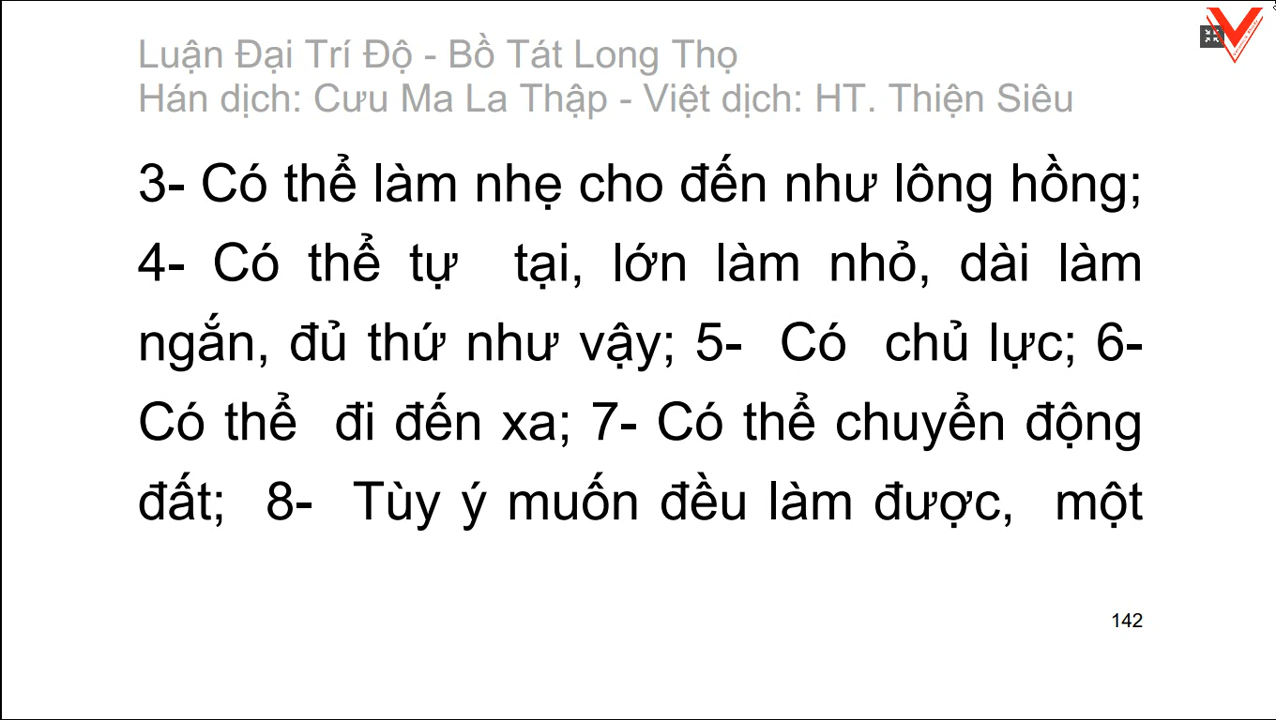 Luận Đại Trí Độ - Bồ Tát Long Thọ
Hán dịch: Cưu Ma La Thập - Việt dịch: HT. Thiện Siêu
3- Có thể làm nhẹ cho đến như lông hồng;
4- Có thể tự tại, lớn làm nhỏ, dài làm
ngắn, đủ thứ như vậy; 5- Có chủ lực; 6-
Có thể đi đến xa; 7- Có thể chuyển động
đất; 8- Tùy ý muốn đều làm được, một
142